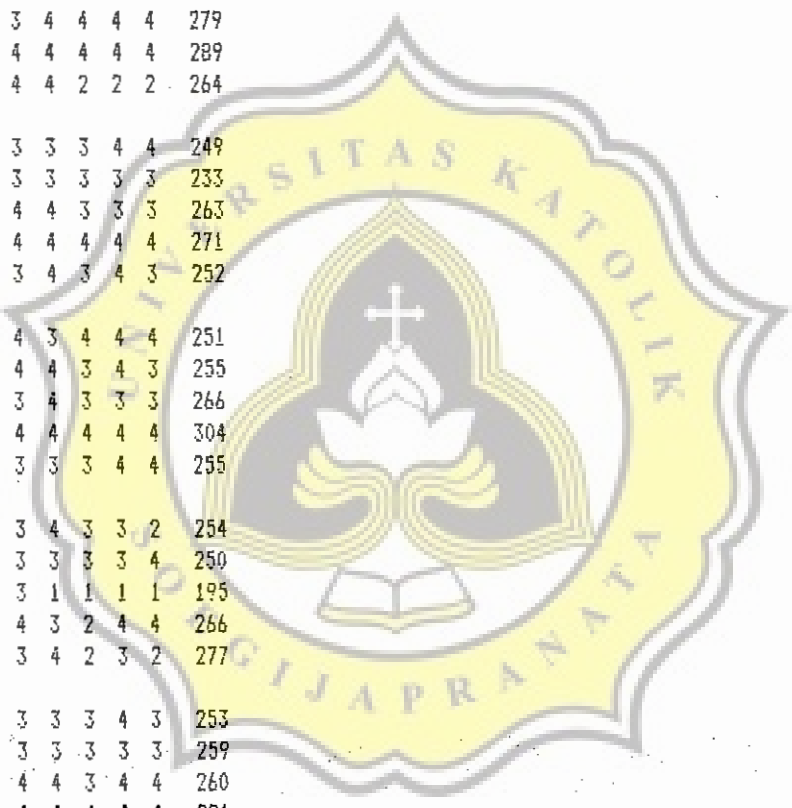 3 4 4 4 4 279
4 4 4 4 4 289
4 4 2 2 2 264
3 3 3 4 4 249
3 3 3 3 3 233
4 4 3 3 3 263
4 4 4 4 4 271
3 4 3 4 3 252
4 3 4 4 4 251
4 4 3 4 3 255
3 4 3 3 3 266
4 4 4 4 4 304
3 3 3 4 4 255
3 4 3 3 2 254
3 3 3 3 4 250
3 1 1 1 1 195
4 3 2 4 4 266
3 4 2 3 2 277
3 3 3 4 3 253
3 3 3 3 3 259
4 4 3 4 4 260
UNIVERSITAS KATOLIK
SOEGIJAPRANATA